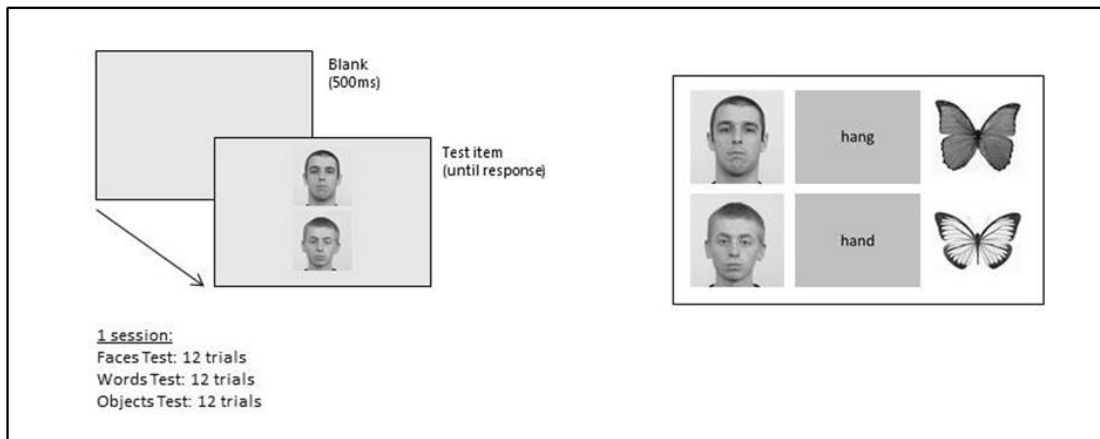 Blank
(500ms)
Test item
(until response)
hang
hand
1 session:
Faces Test: 12 trials
Words Test: 12 trials
Objects Test: 12 trials